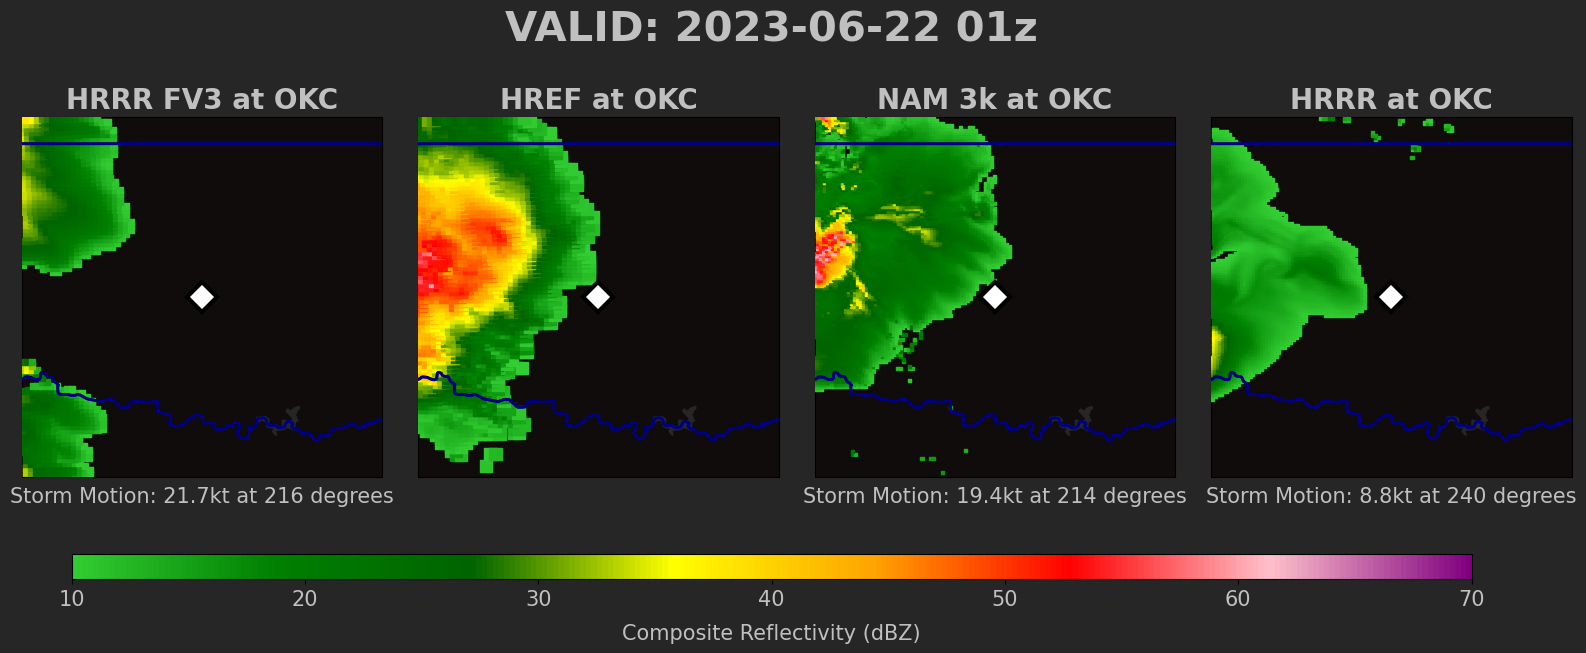 VALID: 2023-06-22 01z
HRRR FV3 at OKC
HREF at OKC
NAM 3k at OKC
HRRR at OKC
Storm Motion: 21.7kt at 216 degrees
Storm Motion: 19.4kt at 214 degrees
Storm Motion: 8.8kt at 240 degrees
10 20 30 40 50 60 70
Composite Reflectivity (dBZ)